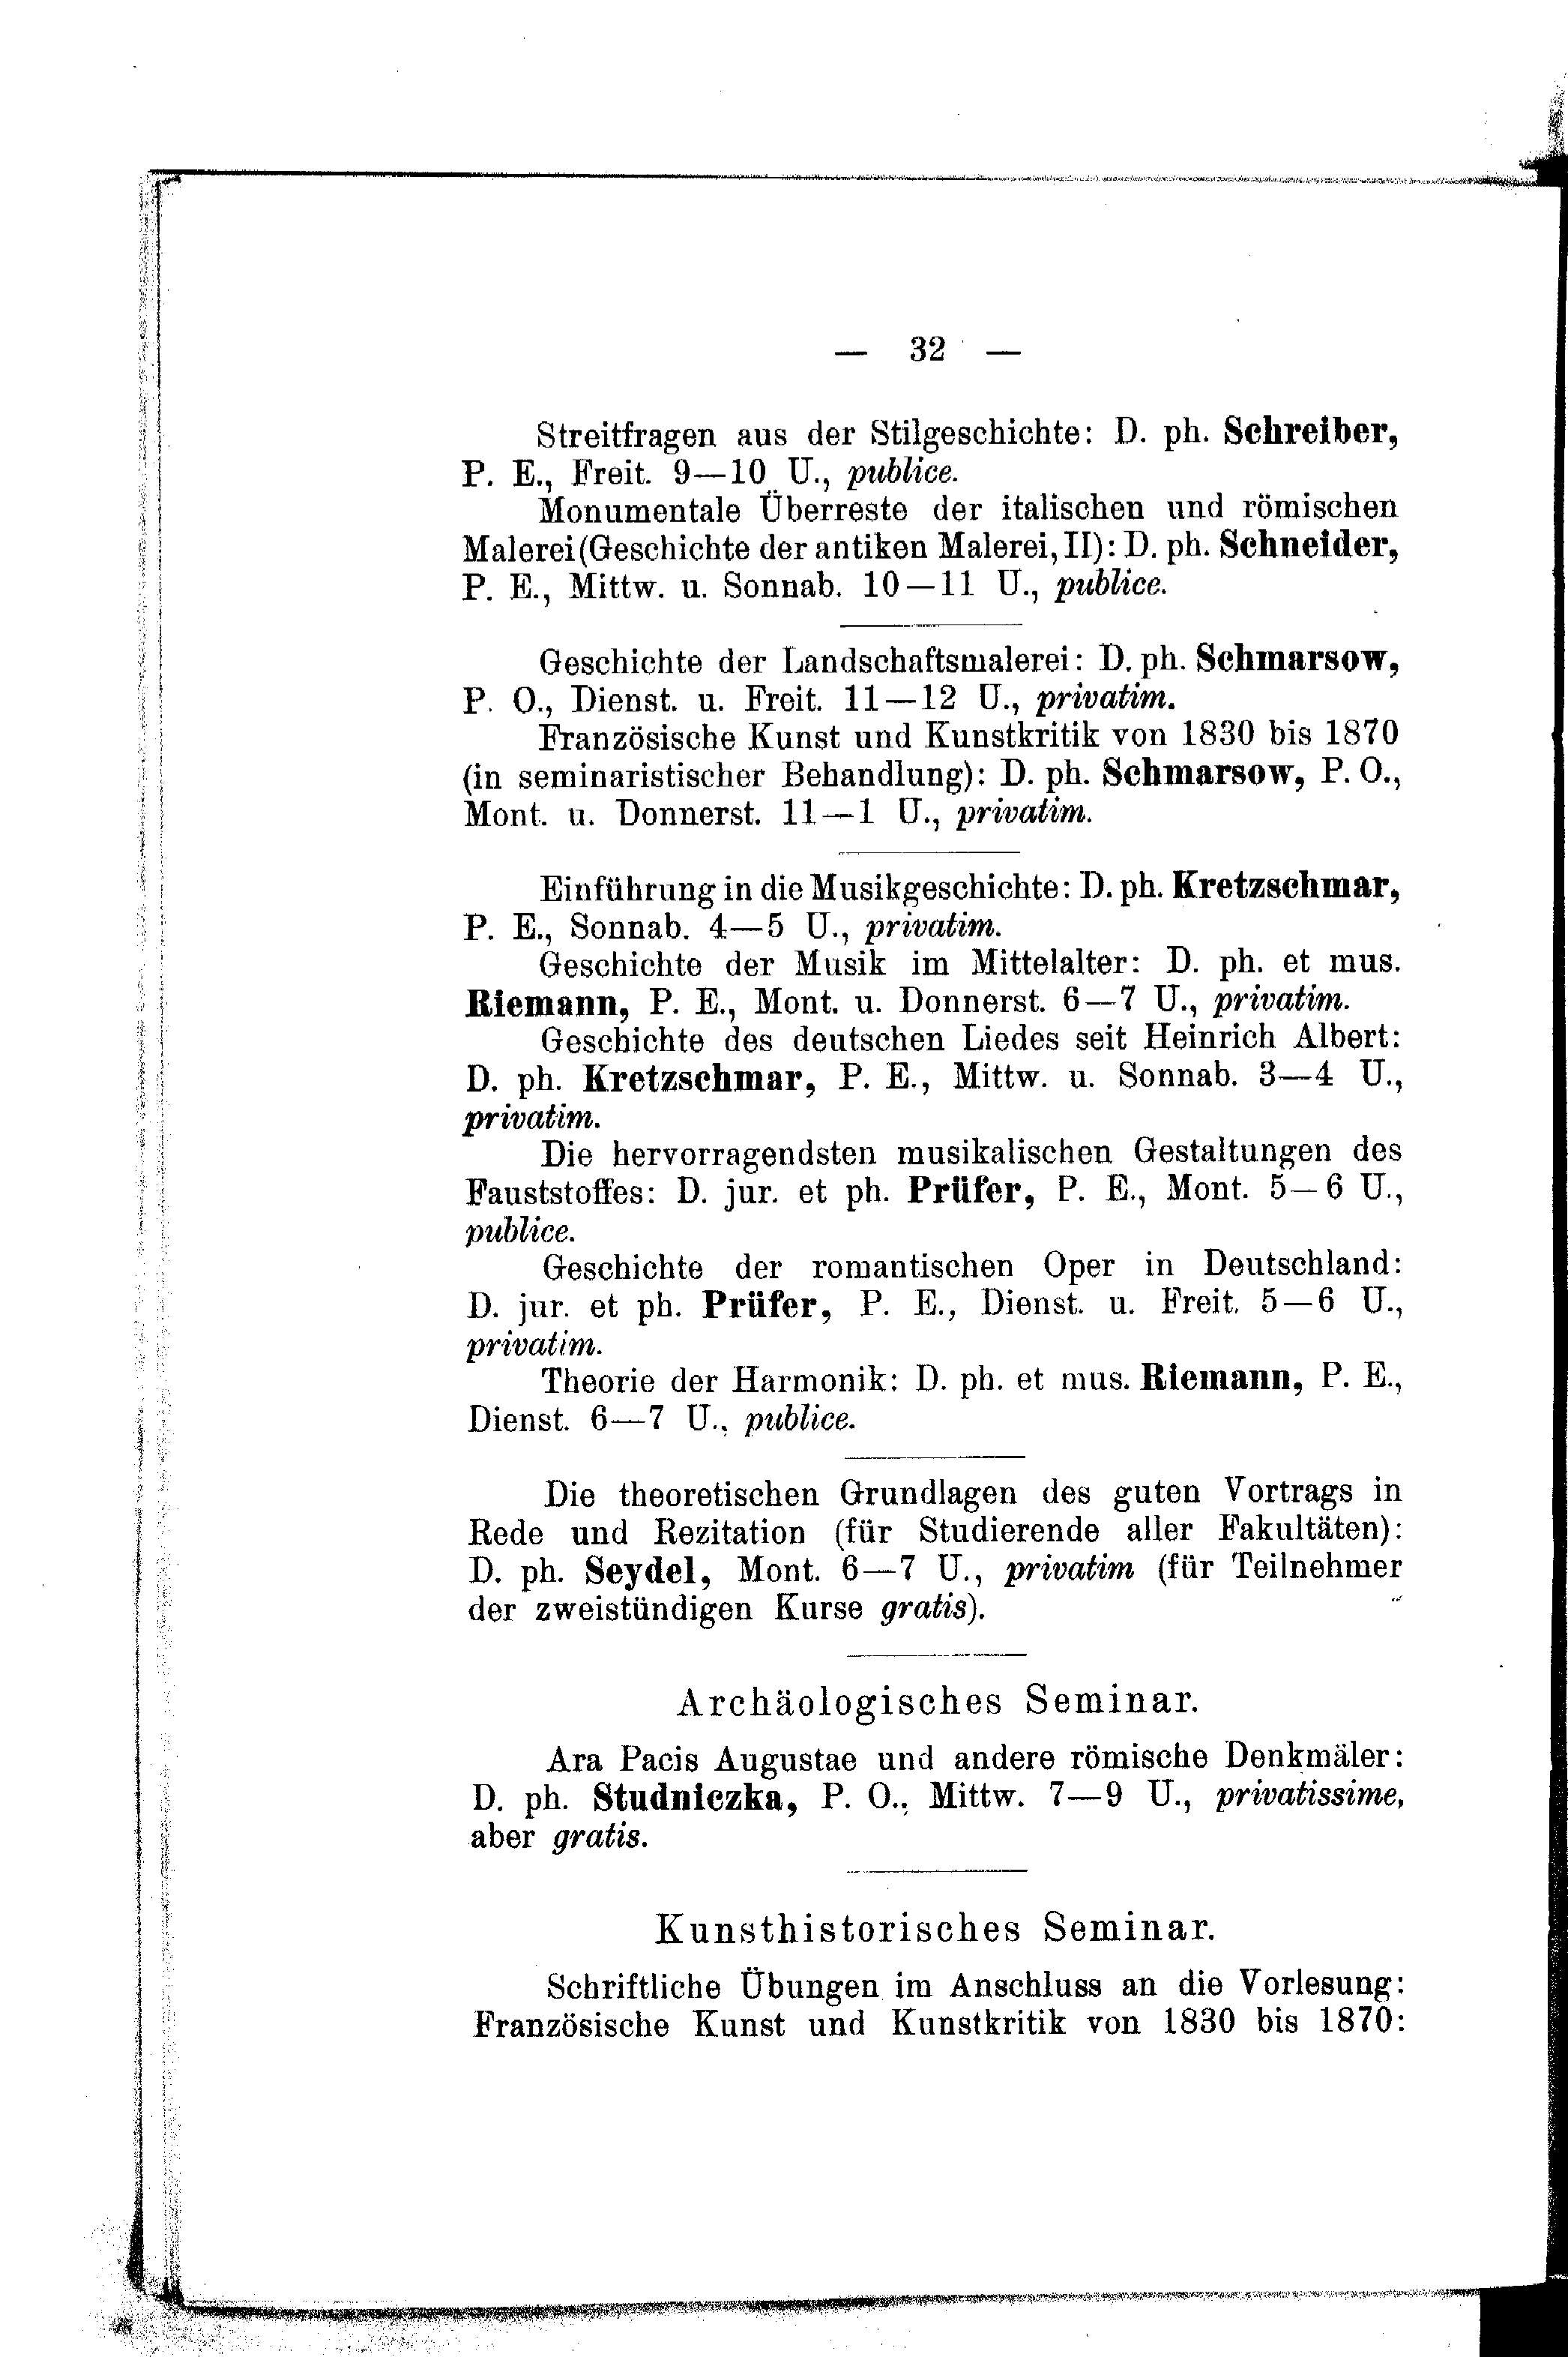 — 32 —
Streitfragen aus der Stilgeschichte: D. ph. Schreiber,
P. E., Freit. 9—10 U., publice.
Monumentale Überreste der italischen und römischen
Malerei (Geschichte der antiken Malerei, II): D. ph. Schneider,
P. E., Mittw. u. Sonnab. 10—11 U., publice.
Geschichte der Landschaftsmalerei: D. ph. Schmarsow,
P. O., Dienst. u. Freit. 11—12 U., privatim.
Französische Kunst und Kunstkritik von 1830 bis 1870
(in seminaristischer Behandlung): D. ph. Schmarsow, P. O.,
Mont. u. Donnerst. 11—1 U., privatim.
Einführung in die Musikgeschichte: D. ph. Kretzschmar,
P. E., Sonnab. 4—5 U., privatim.
Geschichte der Musik im Mittelalter: D. ph. et mus.
Riemann, P. E., Mont. u. Donnerst. 6—7 U., privatim.
Geschichte des deutschen Liedes seit Heinrich Albert:
D. ph. Kretzschmar, P. E., Mittw. u. Sonnab. 3—4 U.,
privatim.
Die hervorragendsten musikalischen Gestaltungen des
Fauststoffes: D. jur. et ph. Prüfer, P. E., Mont. 5—6 U.,
publice.
Geschichte der romantischen Oper in Deutschland:
D. jur. et ph. Prüfer, P. E., Dienst. u. Freit. 5—6 U.,
privatim.
Theorie der Harmonik: D. ph. et mus. Riemann, P. E.,
Dienst. 6—7 U., publice.
Die theoretischen Grundlagen des guten Vortrags in
Rede und Rezitation (für Studierende aller Fakultäten):
D. ph. Seydel, Mont. 6—7 U., privatim (für Teilnehmer
der zweistündigen Kurse gratis).
Archäologisches Seminar.
Ara Pacis Augustae und andere römische Denkmäler:
D. ph. Studniczka, P. O., Mittw. 7—9 U., privatissime,
aber gratis.
Kunsthistorisches Seminar.
Schriftliche Übungen im Anschluss an die Vorlesung:
Französische Kunst und Kunstkritik von 1830 bis 1870: